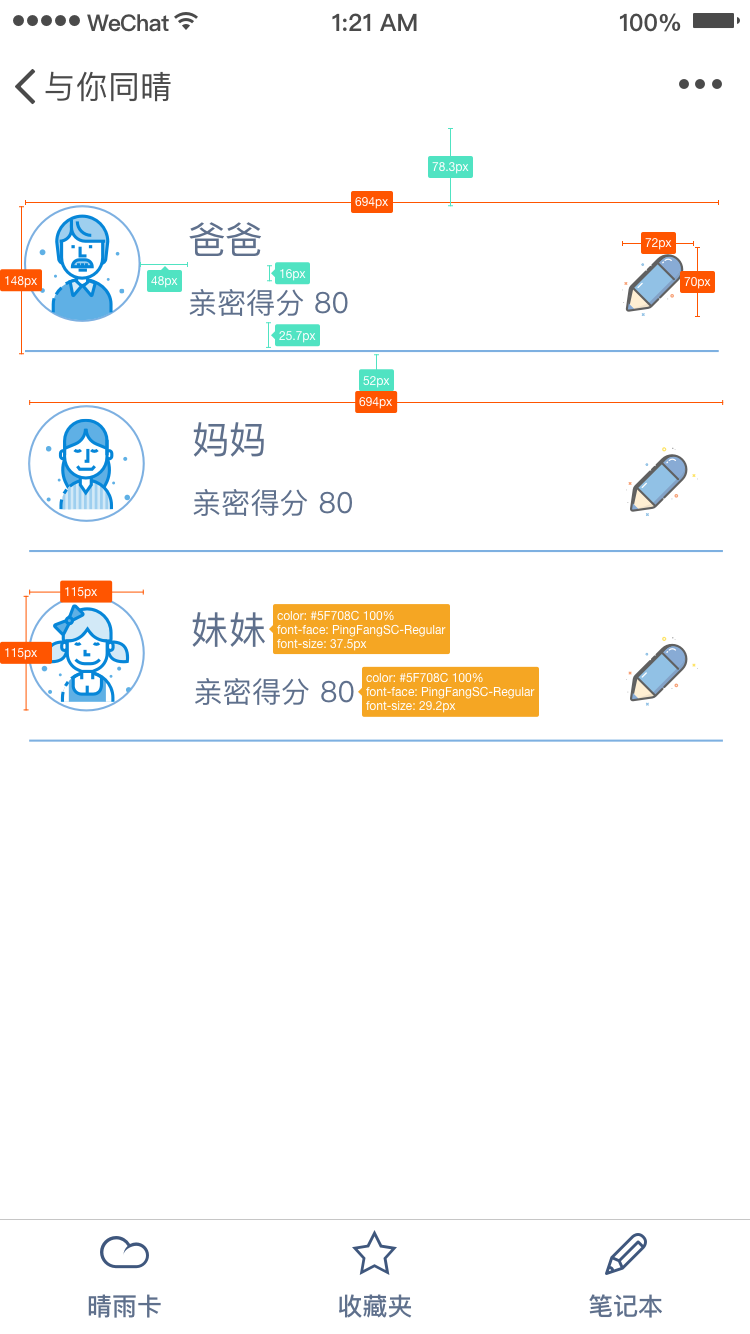 WeChat 1:21 AM 100%
与你同晴
78.3px
694px
爸爸
72px
148px
48px
16px
70px
亲密得分 80
25.7px
52px
694px
妈妈
亲密得分 80
115px
115px
妹妹
color: #5F708C 100%
font-face: PingFangSC-Regular
font-size: 37.5px
亲密得分 80
color: #5F708C 100%
font-face: PingFangSC-Regular
font-size: 29.2px
晴雨卡 收藏夹 笔记本